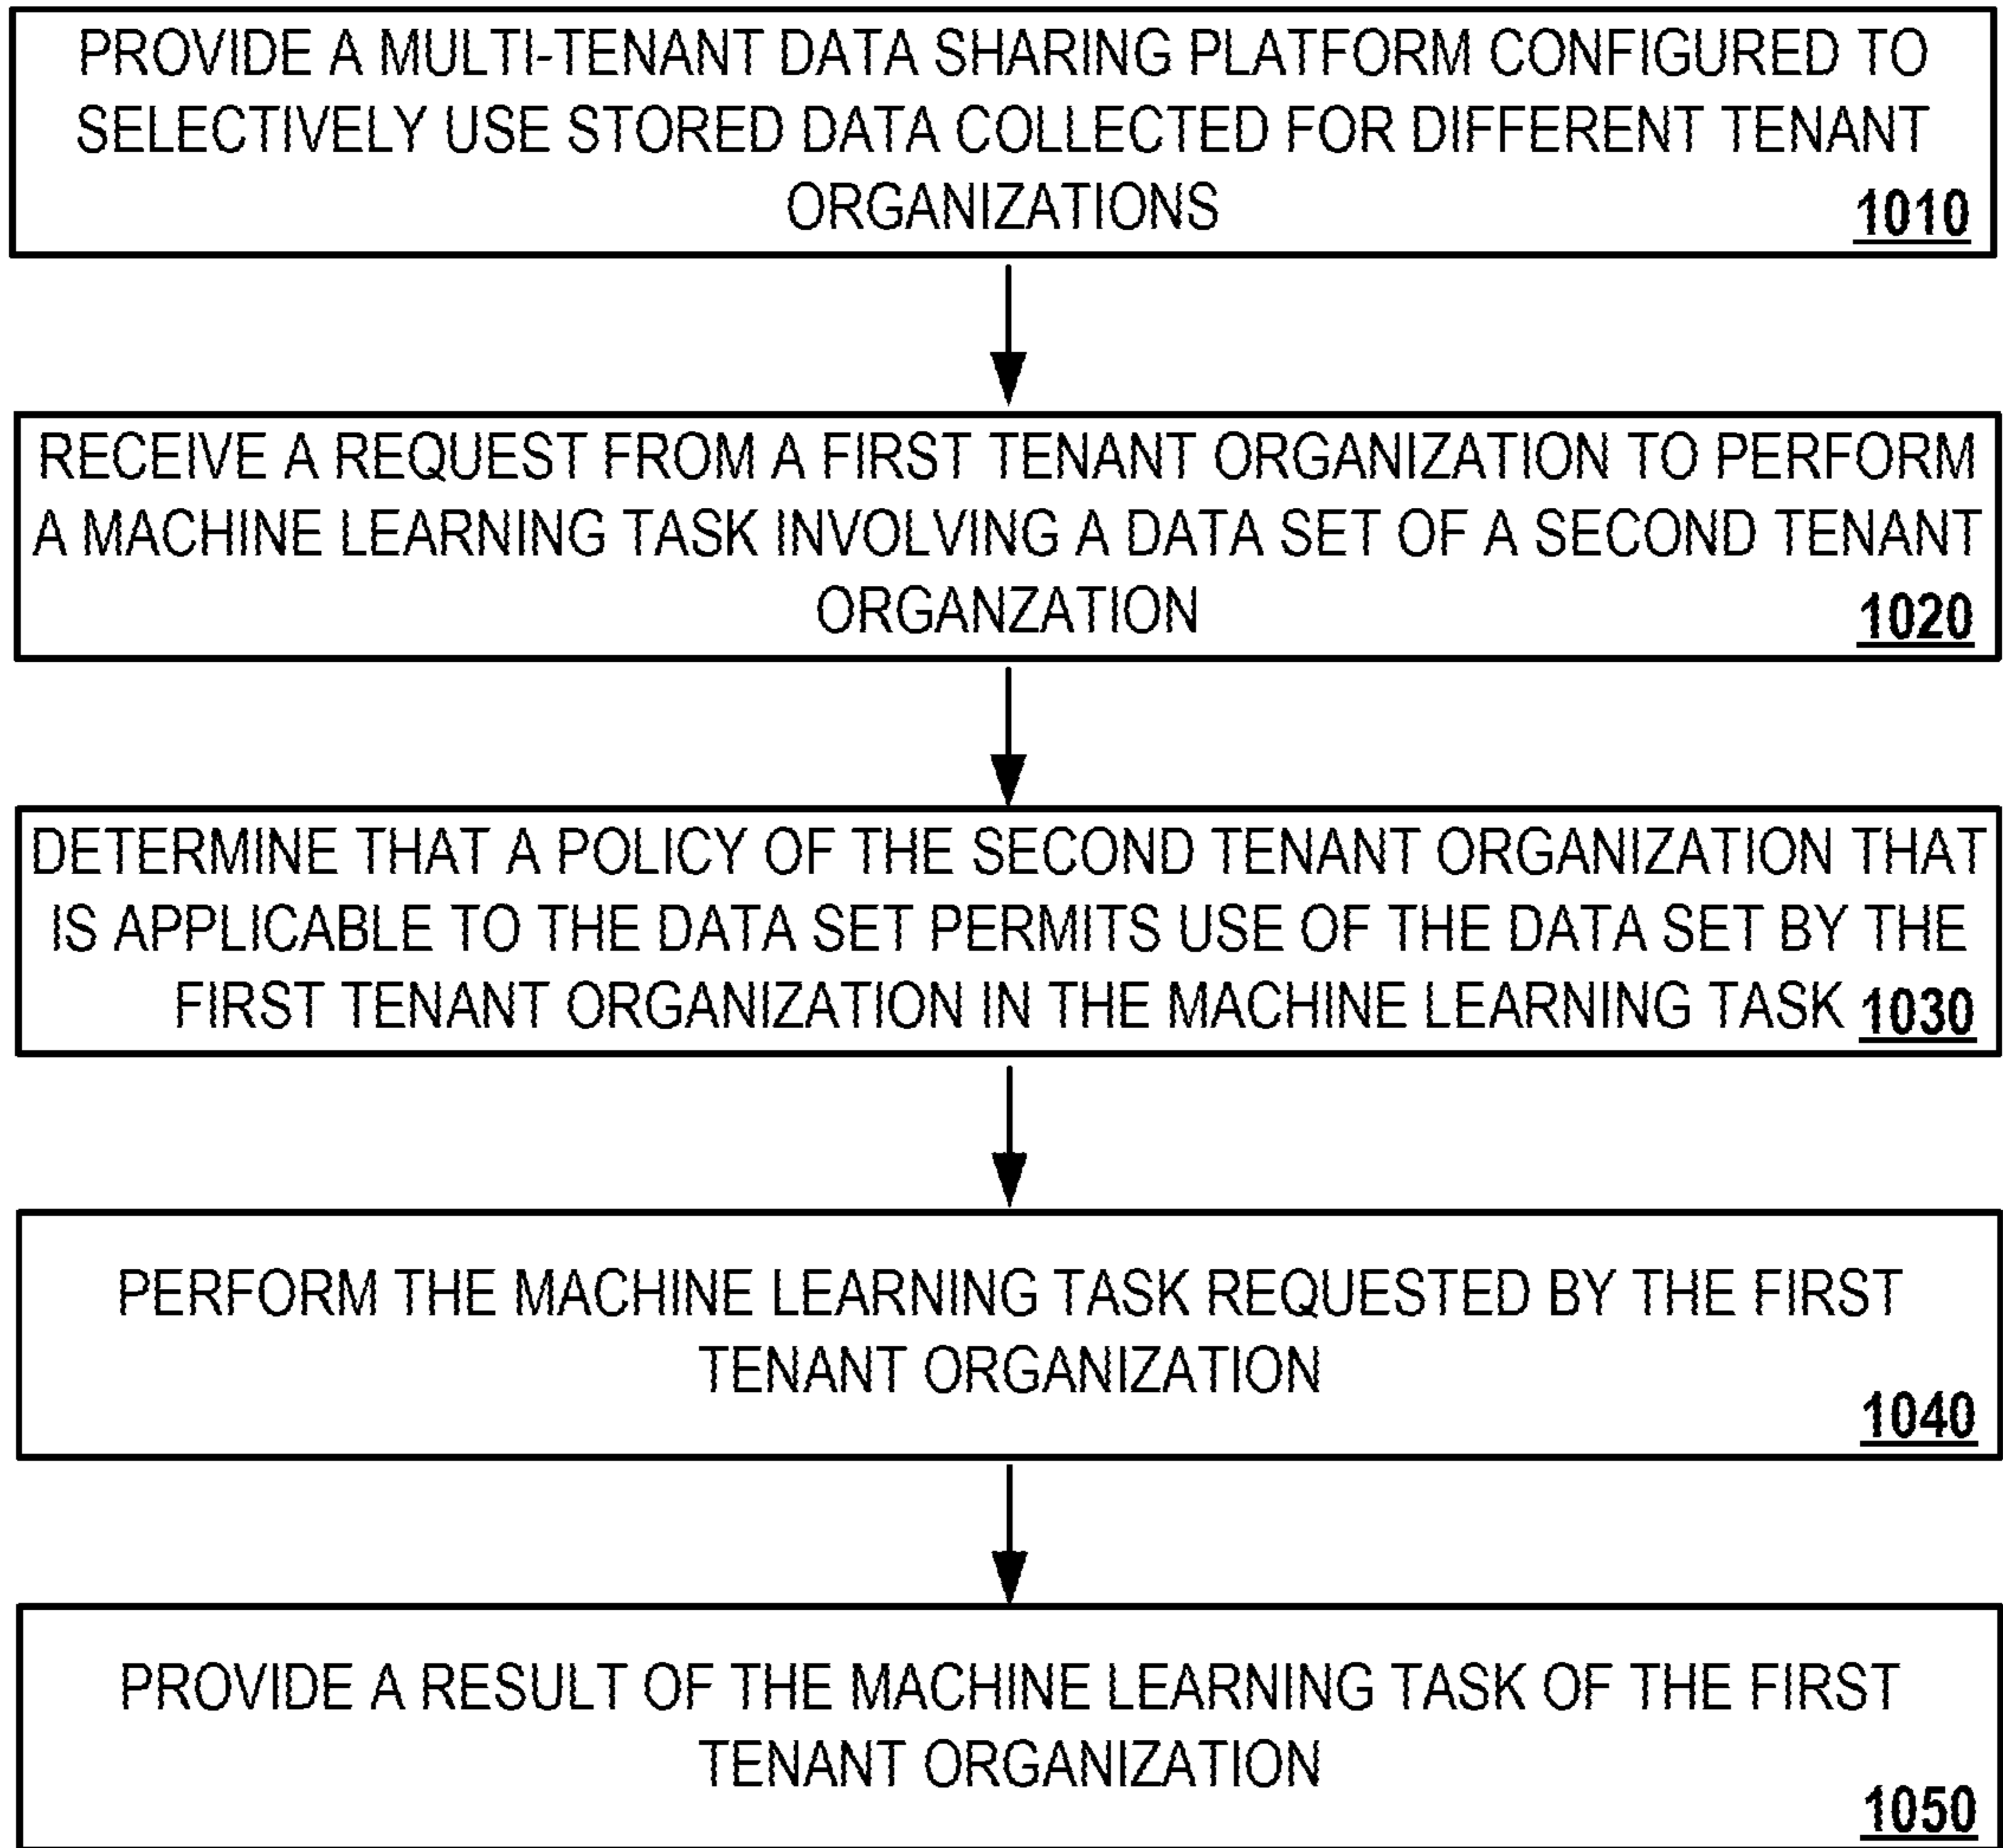 PROVIDE A MULTI-TENANT DATA SHARING PLATFORM CONFIGURED TO
SELECTIVELY USE STORED DATA COLLECTED FOR DIFFERENT TENANT
ORGANIZATIONS
1010
RECEIVE A REQUEST FROM A FIRST TENANT ORGANIZATION TO PERFORM
A MACHINE LEARNING TASK INVOLVING A DATA SET OF A SECOND TENANT
ORGANZATION
1020
DETERMINE THAT A POLICY OF THE SECOND TENANT ORGANIZATION THAT
IS APPLICABLE TO THE DATA SET PERMITS USE OF THE DATA SET BY THE
FIRST TENANT ORGANIZATION IN THE MACHINE LEARNING TASK 1030
PERFORM THE MACHINE LEARNING TASK REQUESTED BY THE FIRST
TENANT ORGANIZATION
1040
PROVIDE A RESULT OF THE MACHINE LEARNING TASK OF THE FIRST
TENANT ORGANIZATION
1050